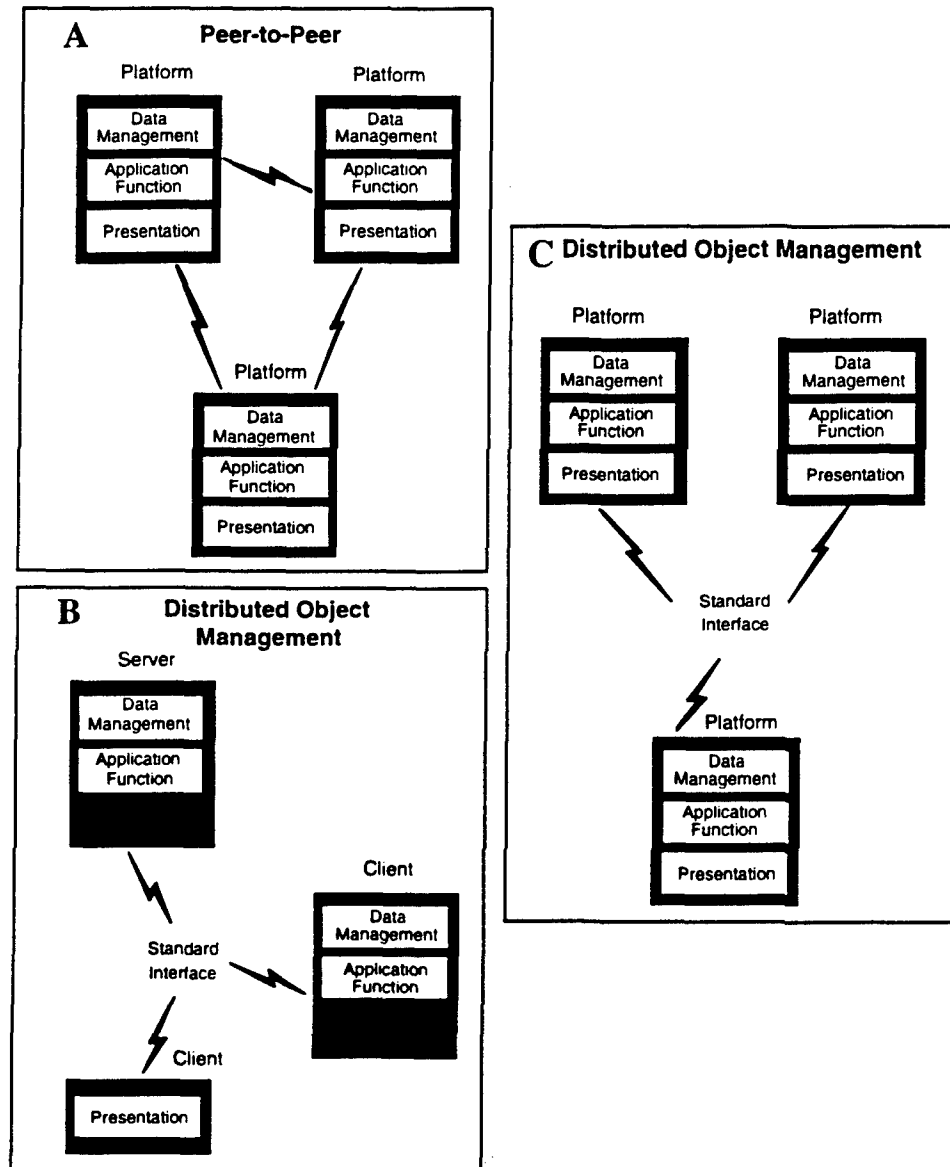 A
Peer-to-Peer
Platform
Platform
Data
Management
Application
Function
Presentation
Data
Management
Application
Function
Presentation
Platform
Data
Management
Application
Function
Presentation
B
Distributed Object
Management
Server
Data
Management
Application
Function
Client
Data
Management
Application
Function
Standard
Interface
Client
Presentation
C
Distributed Object Management
Platform
Platform
Data
Management
Application
Function
Presentation
Data
Management
Application
Function
Presentation
Standard
Interface
Platform
Data
Management
Application
Function
Presentation